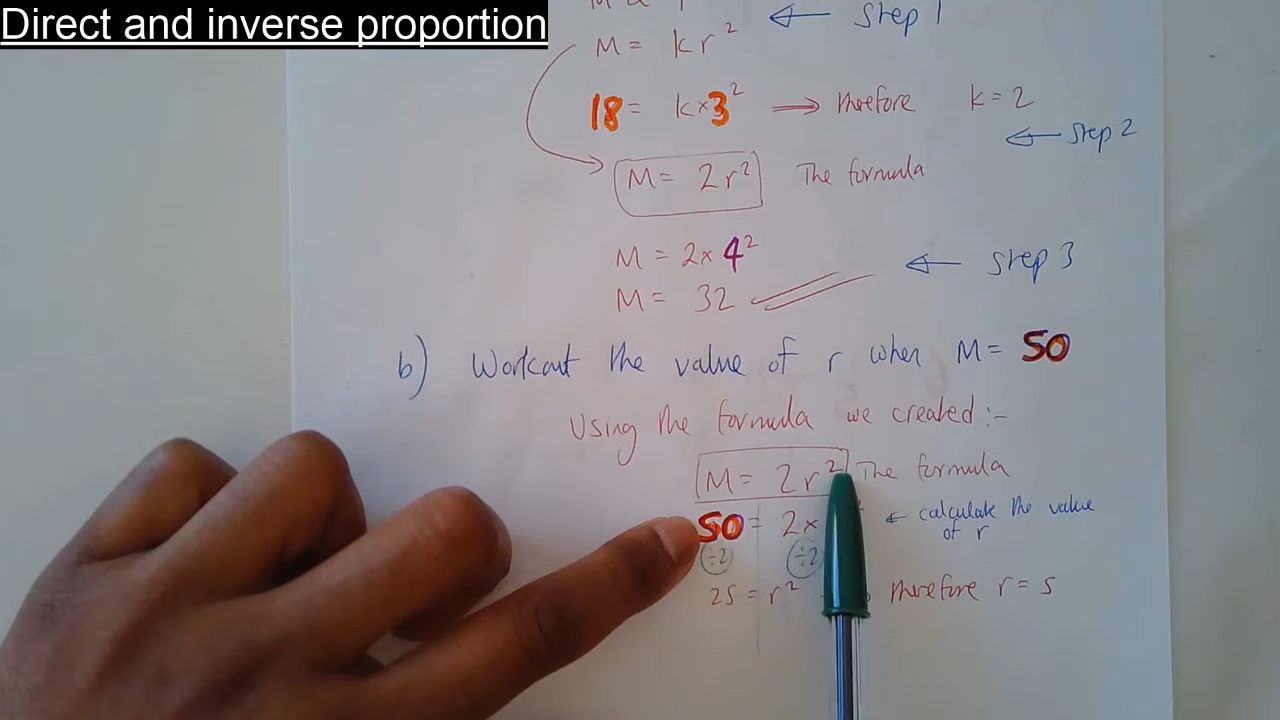 Direct and inverse proportion
Step 1
M = kr²
18 = k×3² ⟹ therefore k = 2
← Step 2
M = 2r² The formula
M = 2×4²
← Step 3
M = 32
b) Workout the value of r when M = 50
Using the formula we created:-
M = 2r² The formula
50 = 2×
← calculate the value
of r
÷2 ÷2
25 = r² therefore r = 5